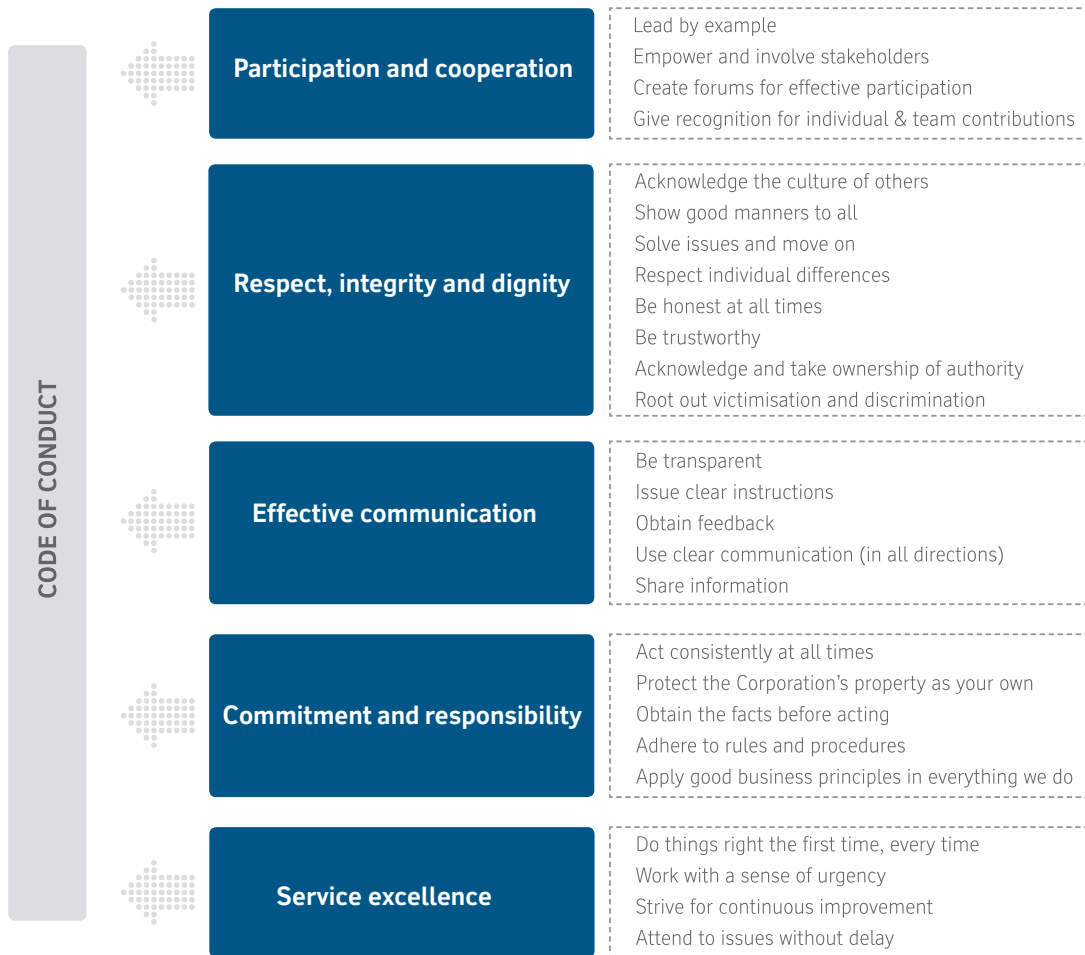 CODE OF CONDUCT
Participation and cooperation
Lead by example
Empower and involve stakeholders
Create forums for effective participation
Give recognition for individual & team contributions
Respect, integrity and dignity
Acknowledge the culture of others
Show good manners to all
Solve issues and move on
Respect individual differences
Be honest at all times
Be trustworthy
Acknowledge and take ownership of authority
Root out victimisation and discrimination
Effective communication
Be transparent
Issue clear instructions
Obtain feedback
Use clear communication (in all directions)
Share information
Commitment and responsibility
Act consistently at all times
Protect the Corporation’s property as your own
Obtain the facts before acting
Adhere to rules and procedures
Apply good business principles in everything we do
Service excellence
Do things right the first time, every time
Work with a sense of urgency
Strive for continuous improvement
Attend to issues without delay